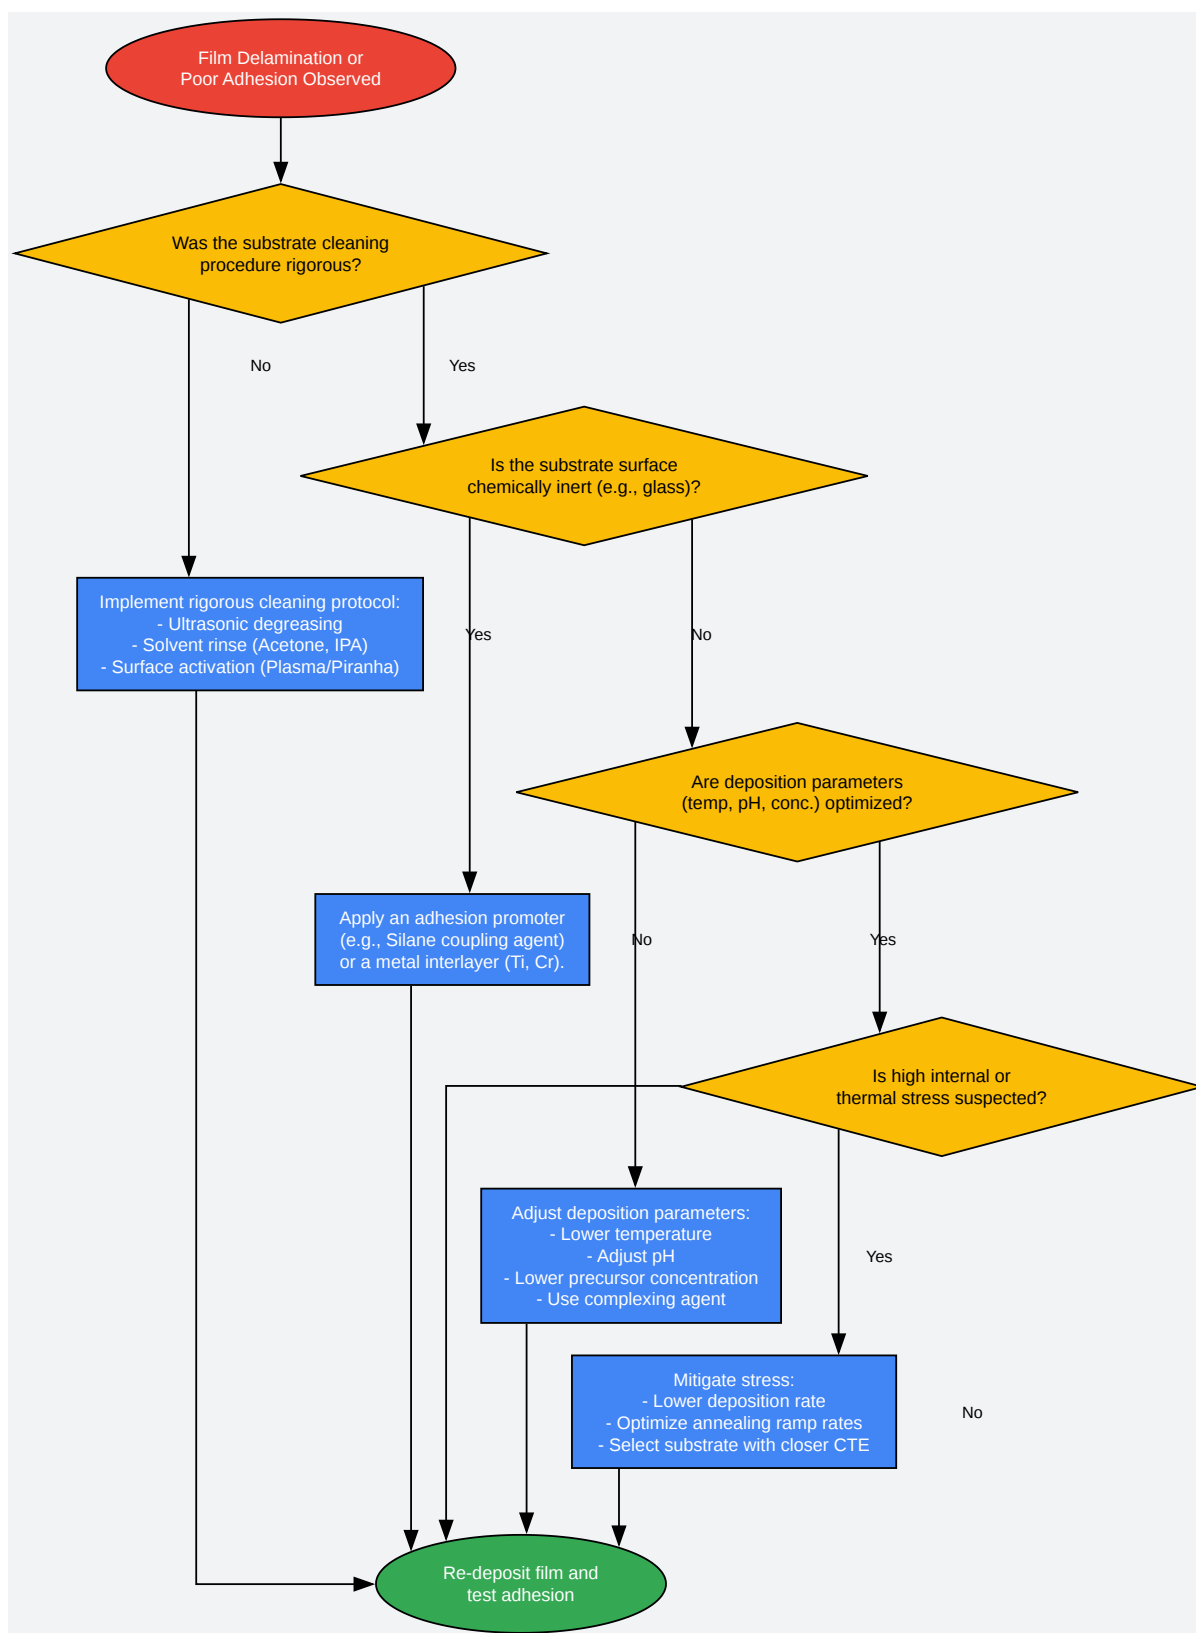 Film Delamination or
Poor Adhesion Observed
Was the substrate cleaning
procedure rigorous?
No
Yes
Is the substrate surface
chemically inert (e.g., glass)?
Implement rigorous cleaning protocol:
- Ultrasonic degreasing
- Solvent rinse (Acetone, IPA)
- Surface activation (Plasma/Piranha)
Yes
No
Are deposition parameters
(temp, pH, conc.) optimized?
Apply an adhesion promoter
(e.g., Silane coupling agent)
or a metal interlayer (Ti, Cr).
No
Yes
Is high internal or
thermal stress suspected?
Adjust deposition parameters:
- Lower temperature
- Adjust pH
- Lower precursor concentration
- Use complexing agent
Yes
Mitigate stress:
- Lower deposition rate
- Optimize annealing ramp rates
- Select substrate with closer CTE
No
Re-deposit film and
test adhesion